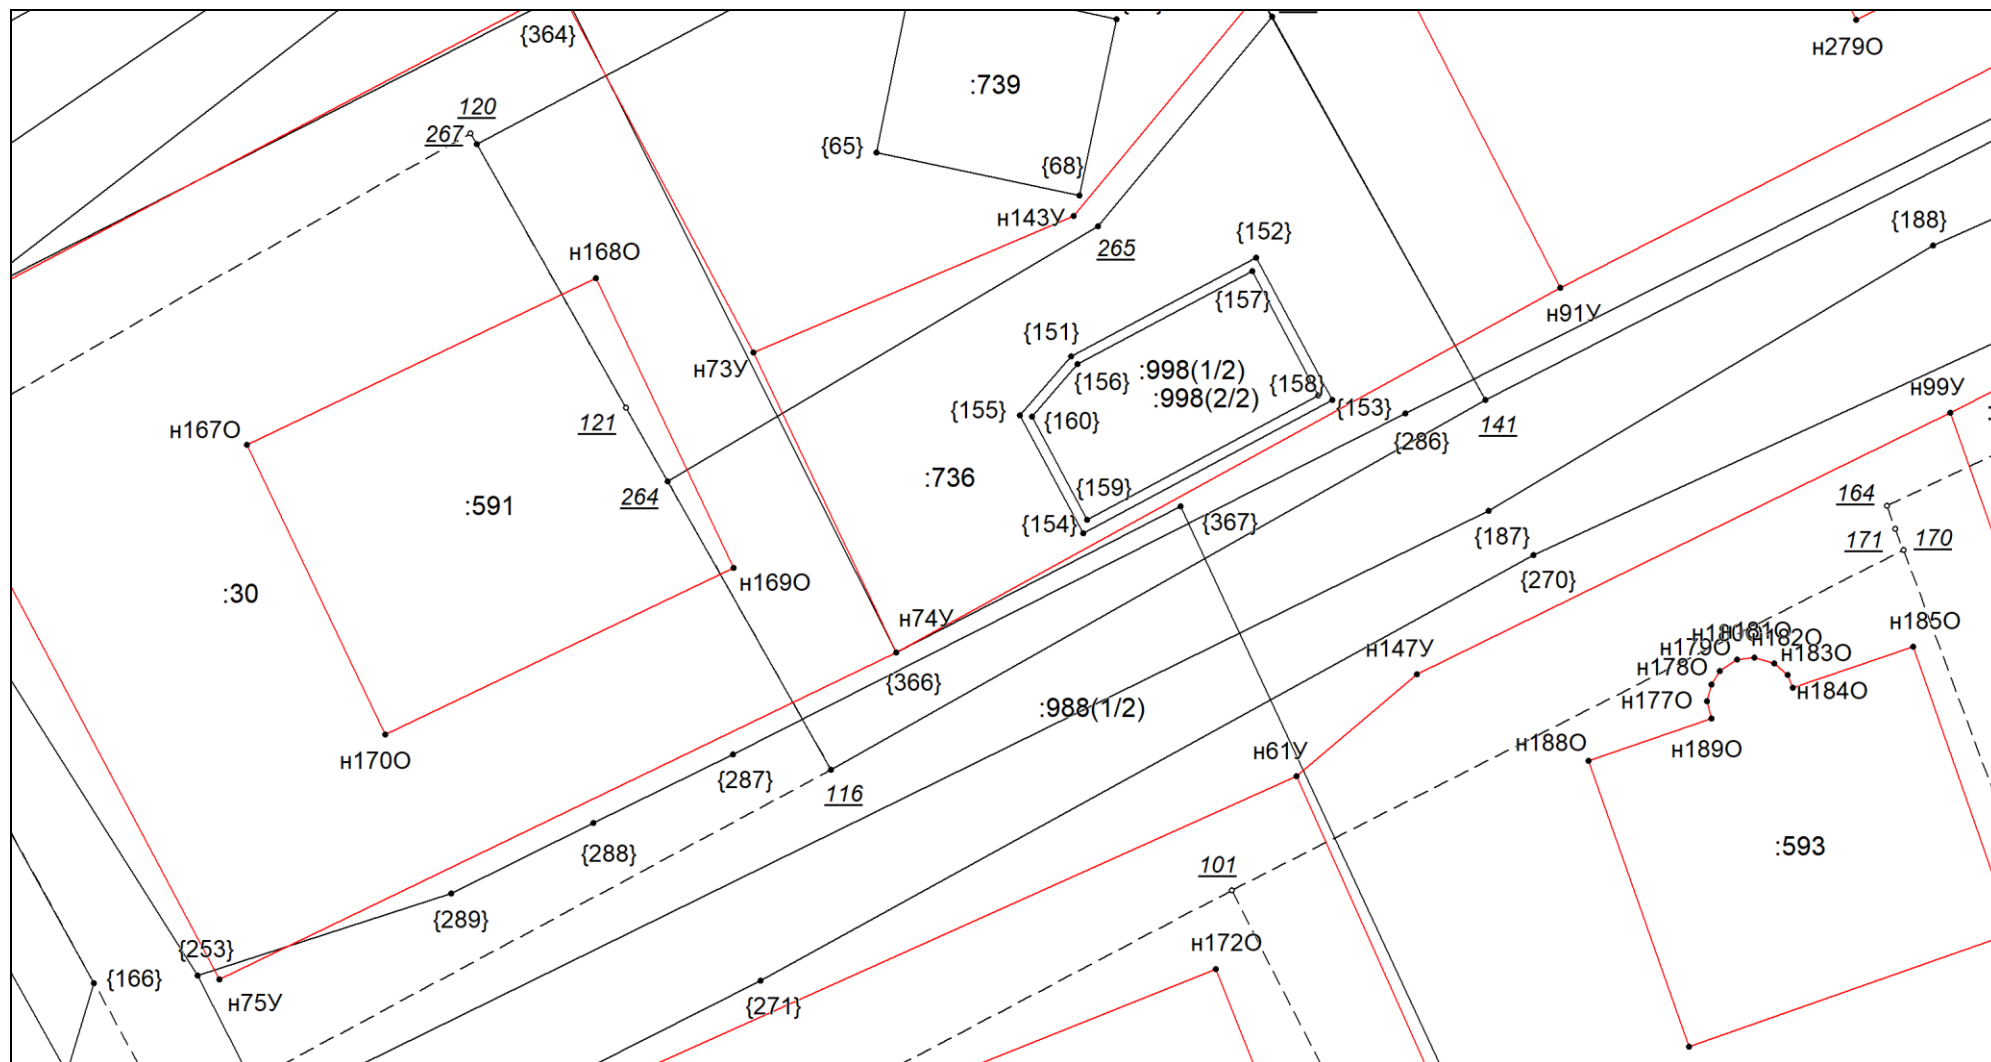 {364}
:739
н279О
120
267
{65}
{68}
н143У
265
{152}
{188}
н168О
{157}
н91У
{151}
н73У
:998(1/2)
{156}
{158}
:998(2/2)
121
{155}
{160}
{153}
н99У
н167О
{286}
141
:736
264
:591
{159}
164
{154}
{367}
{187}
171
170
{270}
:30
н169О
н74У
н181О
н180О
н182О
н185О
н179О
н183О
н147У
н178О
{366}
н184О
н177О
:988(1/2)
н189О
н188О
н61У
н170О
{287}
116
{288}
:593
101
{289}
{253}
н172О
{166}
н75У
{271}